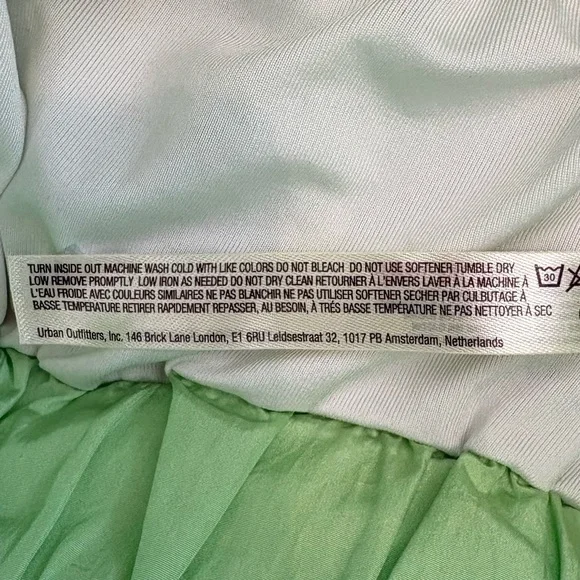 TURN INSIDE OUT MACHINE WASH COLD WITH LIKE COLORS DO NOT BLEACH DO NOT USE SOFTENER TUMBLE DRY
LOW REMOVE PROMPTLY LOW IRON AS NEEDED DO NOT DRY CLEAN RETOURNER À L'ENVERS LAVER À LA MACHINE À
L'EAU FROIDE AVEC COULEURS SIMILAIRES NE PAS BLANCHIR NE PAS UTILISER SOFTENER SECHER PAR CULBUTAGE À
BASSE TEMPERATURE RETIRER RAPIDEMENT REPASSER, AU BESOIN, À TRÉS BASSE TEMPÉRATURE NE PAS NETTOYER À SEC
Urban Outfitters, Inc. 146 Brick Lane London, E1 6RU Leidsestraat 32, 1017 PB Amsterdam, Netherlands
30